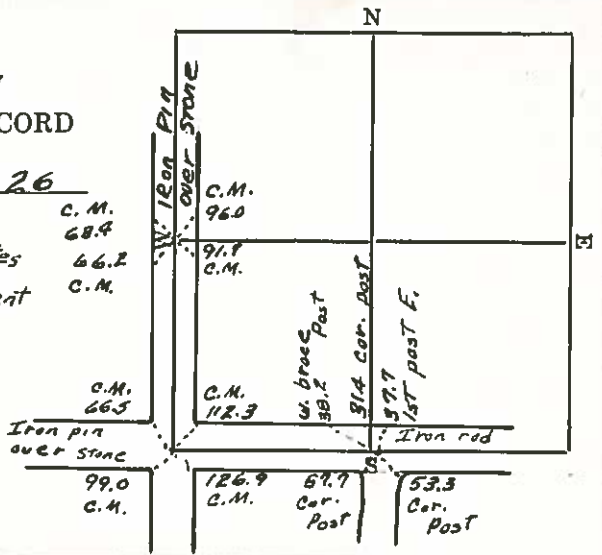 N
CORD
26
Iron Pin
over Stone
C.M.
96.0
C.M.
68.4
66.2
C.M.
91.9
C.M.
W
E
W. brace
Post
38.2
31.4 Cor. post
37.7
1st post E.
C.M.
66.5
C.M.
112.3
Iron pin
over stone
Iron rod
S
99.0
C.M.
126.9
C.M.
67.7
Cor.
Post
53.3
Cor.
Post